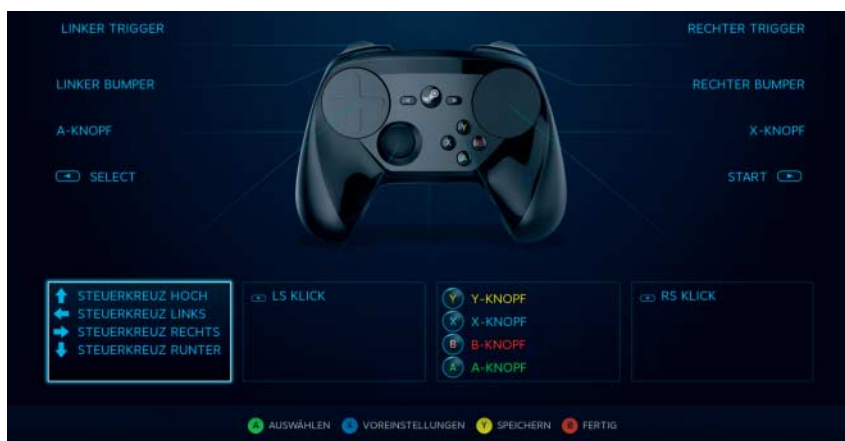 LINKER TRIGGER
RECHTER TRIGGER
LINKER BUMPER
RECHTER BUMPER
A-KNOPF
X-KNOPF
SELECT
START
STEUERKREUZ HOCH
STEUERKREUZ LINKS
STEUERKREUZ RECHTS
STEUERKREUZ RUNTER
LS KLICK
Y Y-KNOPF
X X-KNOPF
B B-KNOPF
A A-KNOPF
RS KLICK
A AUSWÄHLEN X VOREINSTELLUNGEN Y SPEICHERN B FERTIG